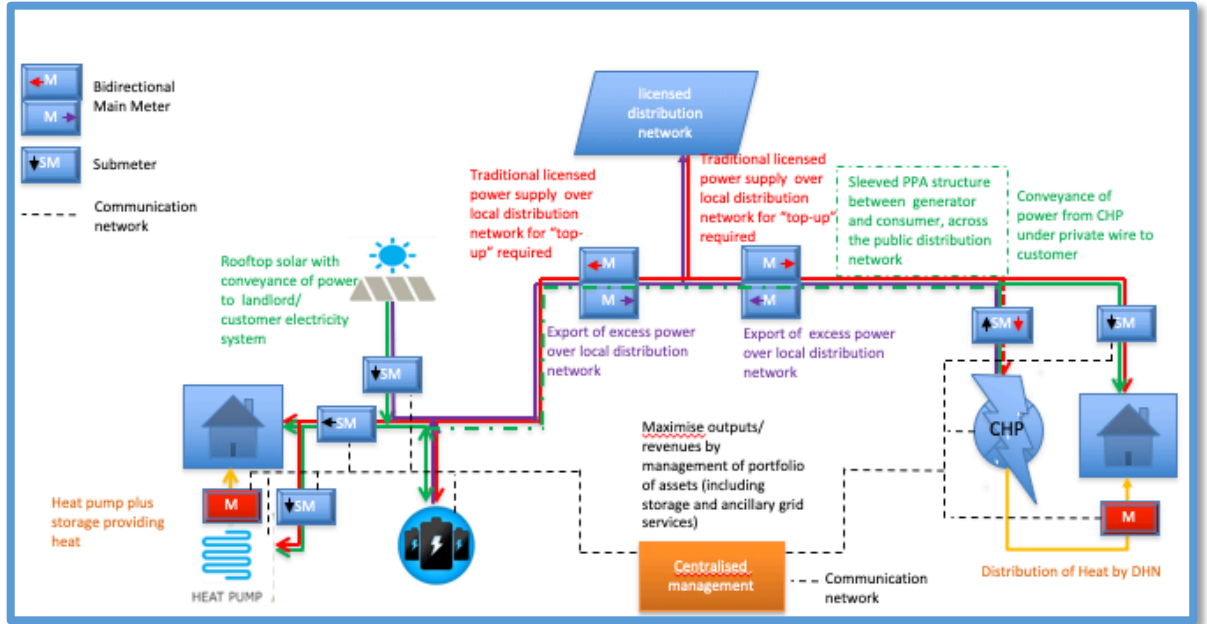 M
M
Bidirectional
Main Meter
SM
Submeter
Communication
network
licensed
distribution
network
Traditional licensed
power supply over
local distribution
network for “top-
up” required
Traditional licensed
power supply over
local distribution
network for “top-up”
required
Sleeved PPA structure
between generator
and consumer, across
the public distribution
network
Conveyance of
power from CHP
under private wire to
customer
Rooftop solar with
conveyance of power
to landlord/
customer electricity
system
M
M
M
M
Export of excess power
over local distribution
network
Export of excess power
over local distribution
network
SM
SM
SM
SM
CHP
Maximise outputs/
revenues by
management of portfolio
of assets (including
storage and ancillary grid
services)
Heat pump plus
storage providing
heat
M
SM
HEAT PUMP
M
Centralised
management
Communication
network
Distribution of Heat by DHN